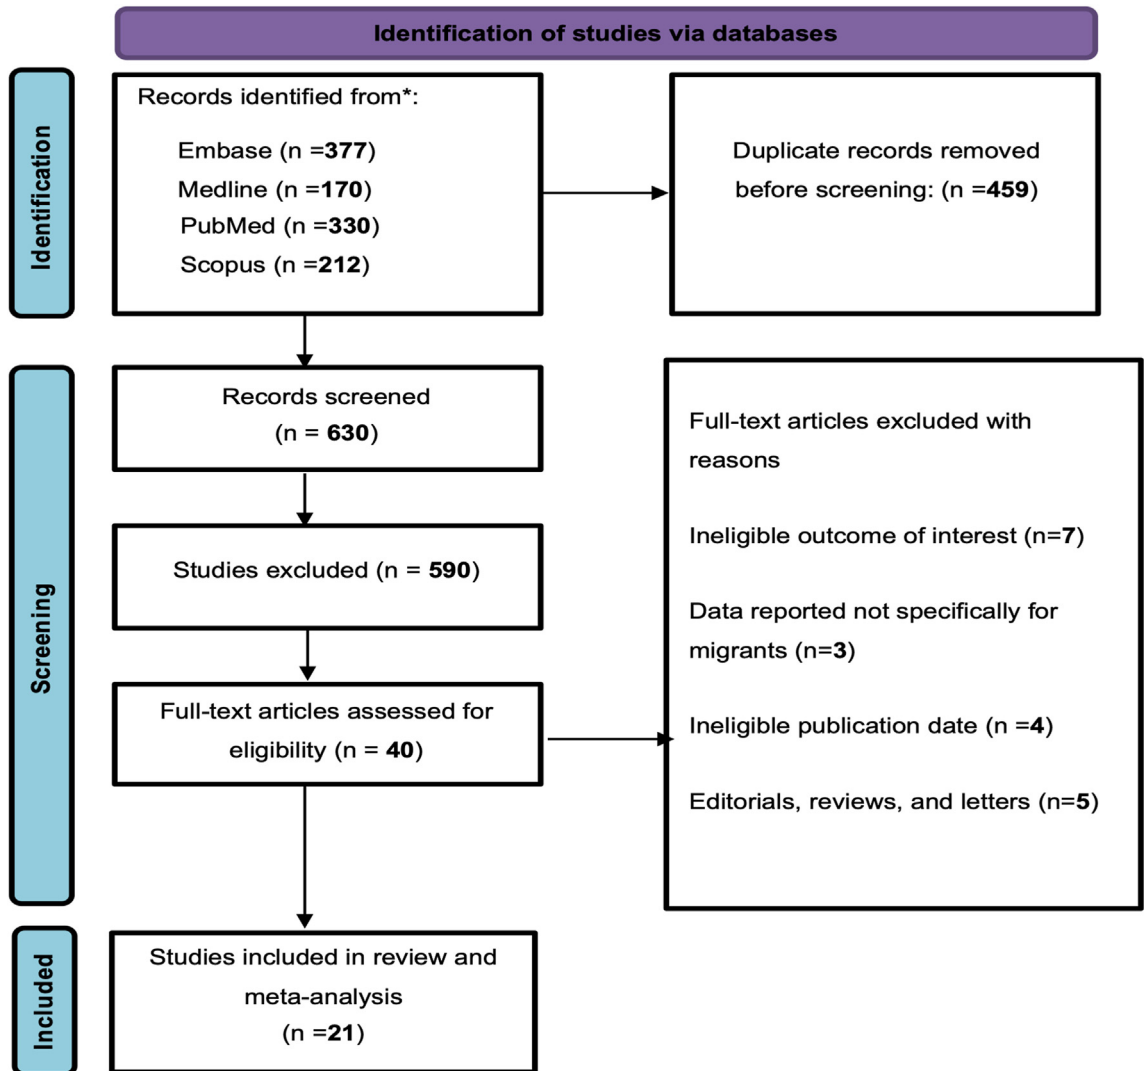 Identification of studies via databases
Identification
Records identified from*:
Embase (n =377)
Medline (n =170)
PubMed (n =330)
Scopus (n =212)
Duplicate records removed
before screening: (n =459)
Screening
Records screened
(n = 630)
Studies excluded (n = 590)
Full-text articles assessed for
eligibility (n = 40)
Full-text articles excluded with
reasons
Ineligible outcome of interest (n=7)
Data reported not specifically for
migrants (n=3)
Ineligible publication date (n =4)
Editorials, reviews, and letters (n=5)
Included
Studies included in review and
meta-analysis
(n =21)